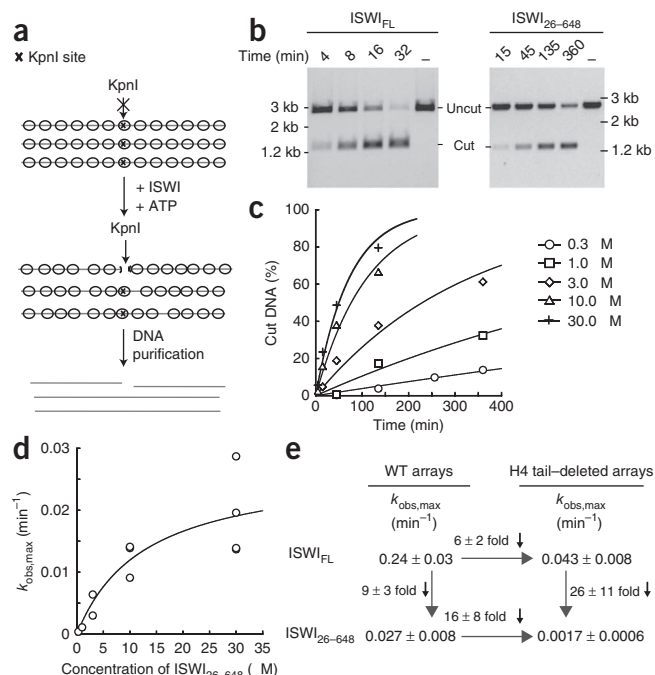 a
✖ KpnI site
KpnI
+ ISWI
+ ATP
KpnI
DNA
purification
b
ISWI_FL
ISWI_26–648
Time (min) 4 8 16 32 –
15 45 135 360 –
3 kb
2 kb
1.2 kb
Uncut
Cut
3 kb
2 kb
1.2 kb
c
Cut DNA (%)
100
80
60
40
20
0
0 100 200 300 400
Time (min)
0.3 M
1.0 M
3.0 M
10.0 M
30.0 M
d
k_obs,max (min⁻¹)
0.03
0.02
0.01
0
0 5 10 15 20 25 30 35
Concentration of ISWI_26–648 ( M)
e
WT arrays H4 tail–deleted arrays
k_obs,max k_obs,max
(min⁻¹) (min⁻¹)
6 ± 2 fold ↓
ISWI_FL 0.24 ± 0.03 0.043 ± 0.008
9 ± 3 fold ↓ 26 ± 11 fold ↓
16 ± 8 fold ↓
ISWI_26–648 0.027 ± 0.008 0.0017 ± 0.0006